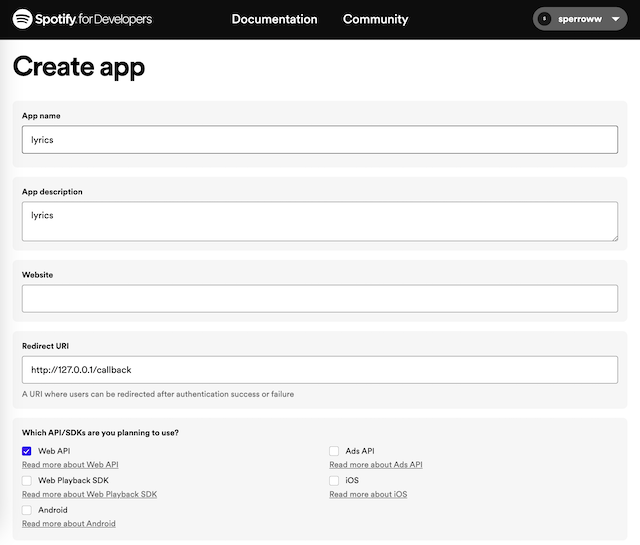 Spotify for Developers Documentation Community s sperroww
Create app
App name
lyrics
App description
lyrics
Website
Redirect URI
http://127.0.0.1/callback
A URI where users can be redirected after authentication success or failure
Which API/SDKs are you planning to use?
Web API Ads API
Read more about Web API Read more about Ads API
Web Playback SDK iOS
Read more about Web Playback SDK Read more about iOS
Android
Read more about Android